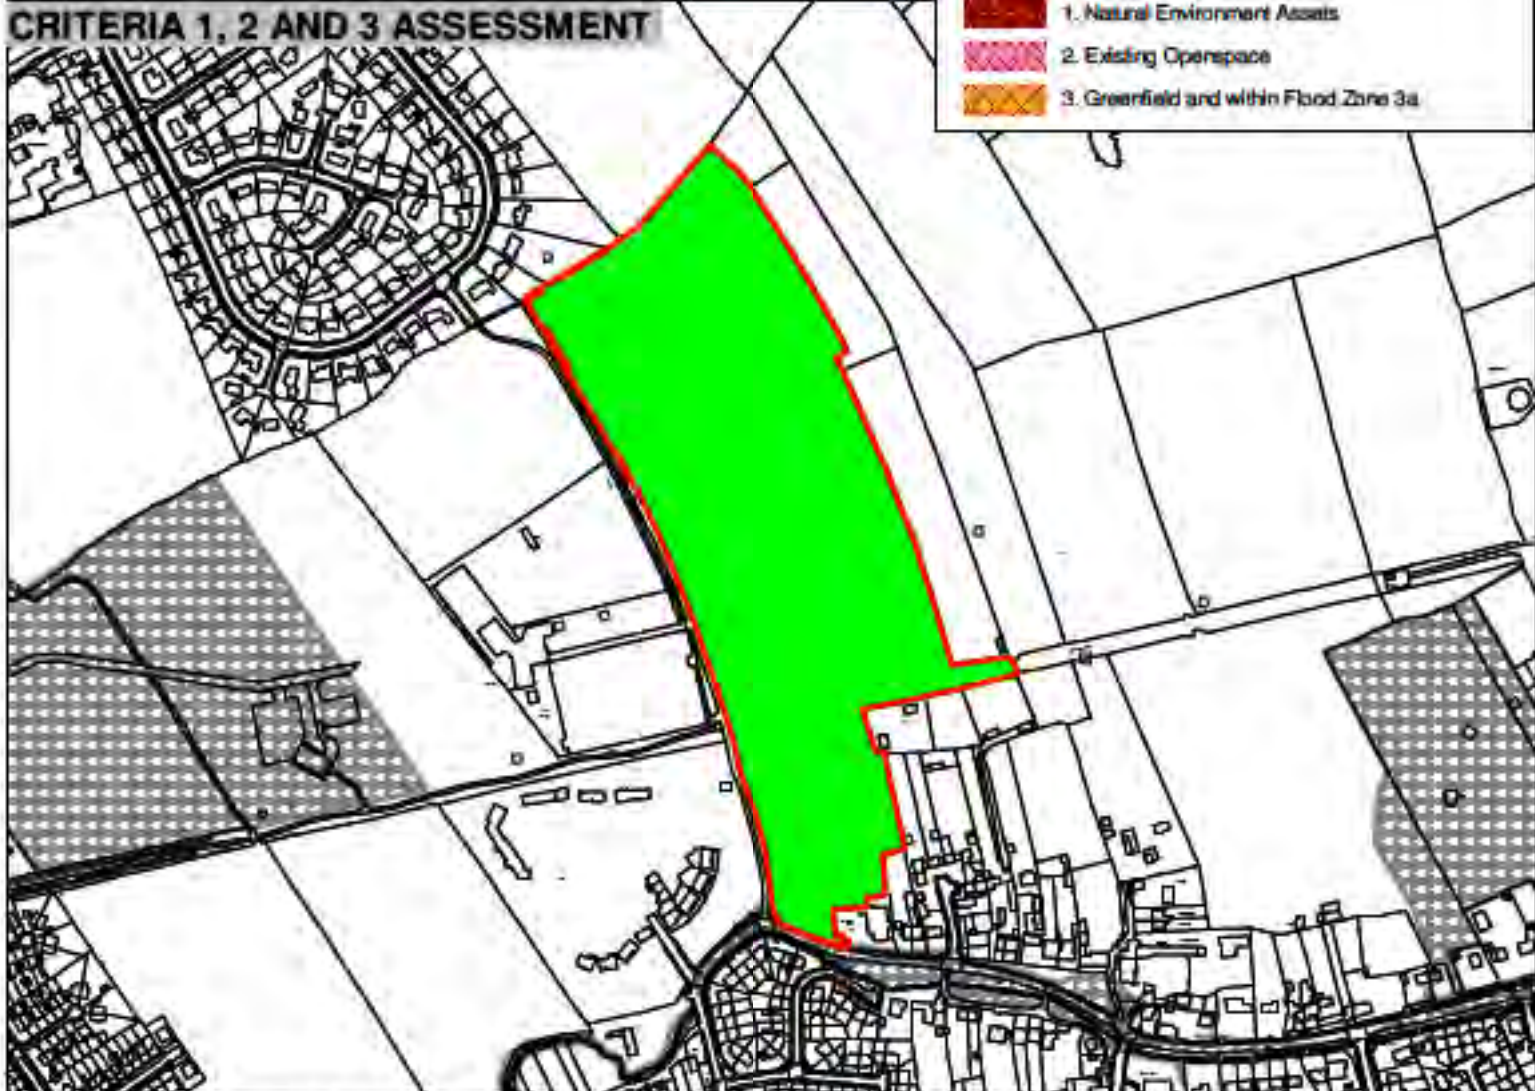 CRITERIA 1, 2 AND 3 ASSESSMENT
1. Natural Environment Assets
2. Existing Openspace
3. Greenfield and within Flood Zone 3a